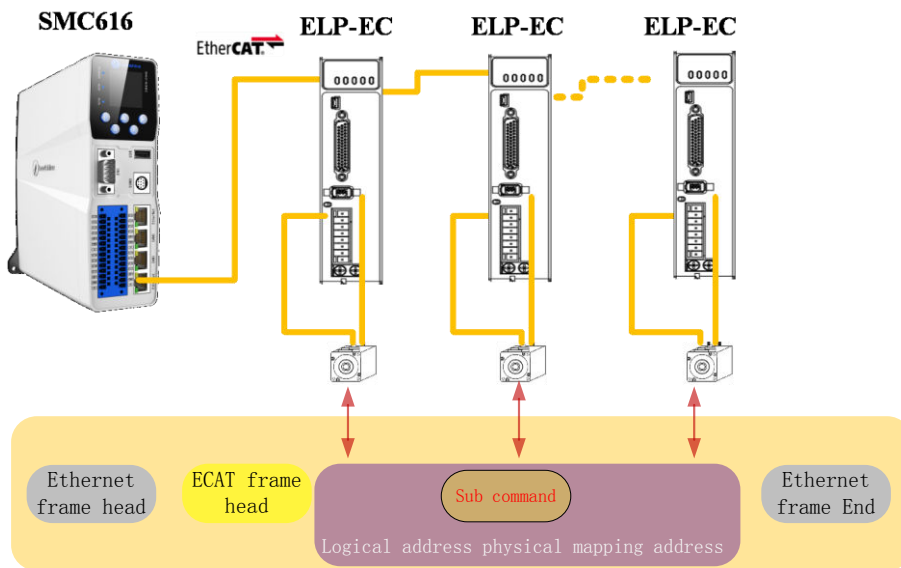 SMC616
EtherCAT
ELP-EC
ELP-EC
ELP-EC
Ethernet
frame head
ECAT frame
head
Sub command
Logical address physical mapping address
Ethernet
frame End